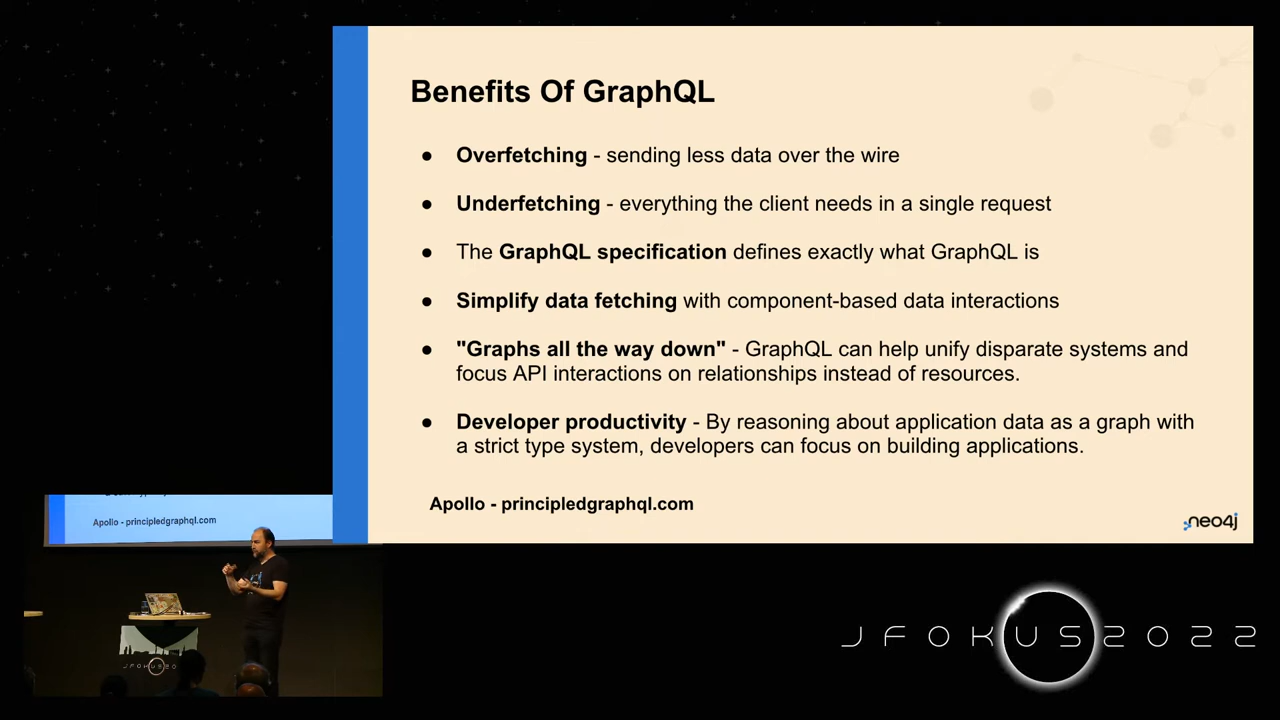 Benefits Of GraphQL
● Overfetching - sending less data over the wire
● Underfetching - everything the client needs in a single request
● The GraphQL specification defines exactly what GraphQL is
● Simplify data fetching with component-based data interactions
● "Graphs all the way down" - GraphQL can help unify disparate systems and
focus API interactions on relationships instead of resources.
● Developer productivity - By reasoning about application data as a graph with
a strict type system, developers can focus on building applications.
Apollo - principledgraphql.com
neo4j
Apollo - principledgraphql.com
JFOKUS2022
JFOKUS20